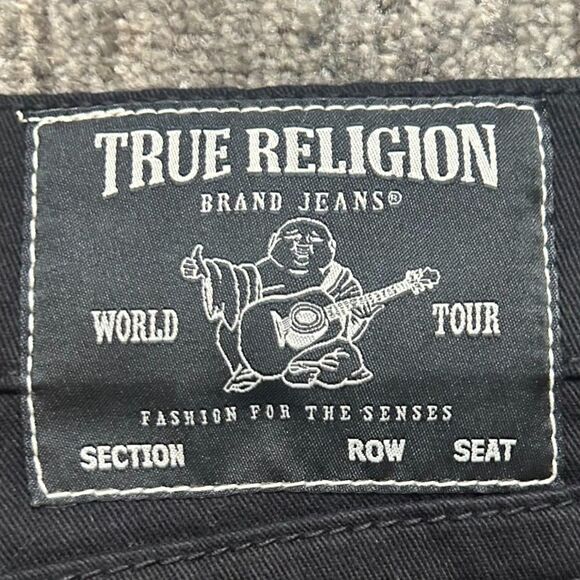 TRUE RELIGION
BRAND JEANS®
WORLD TOUR
FASHION FOR THE SENSES
SECTION ROW SEAT